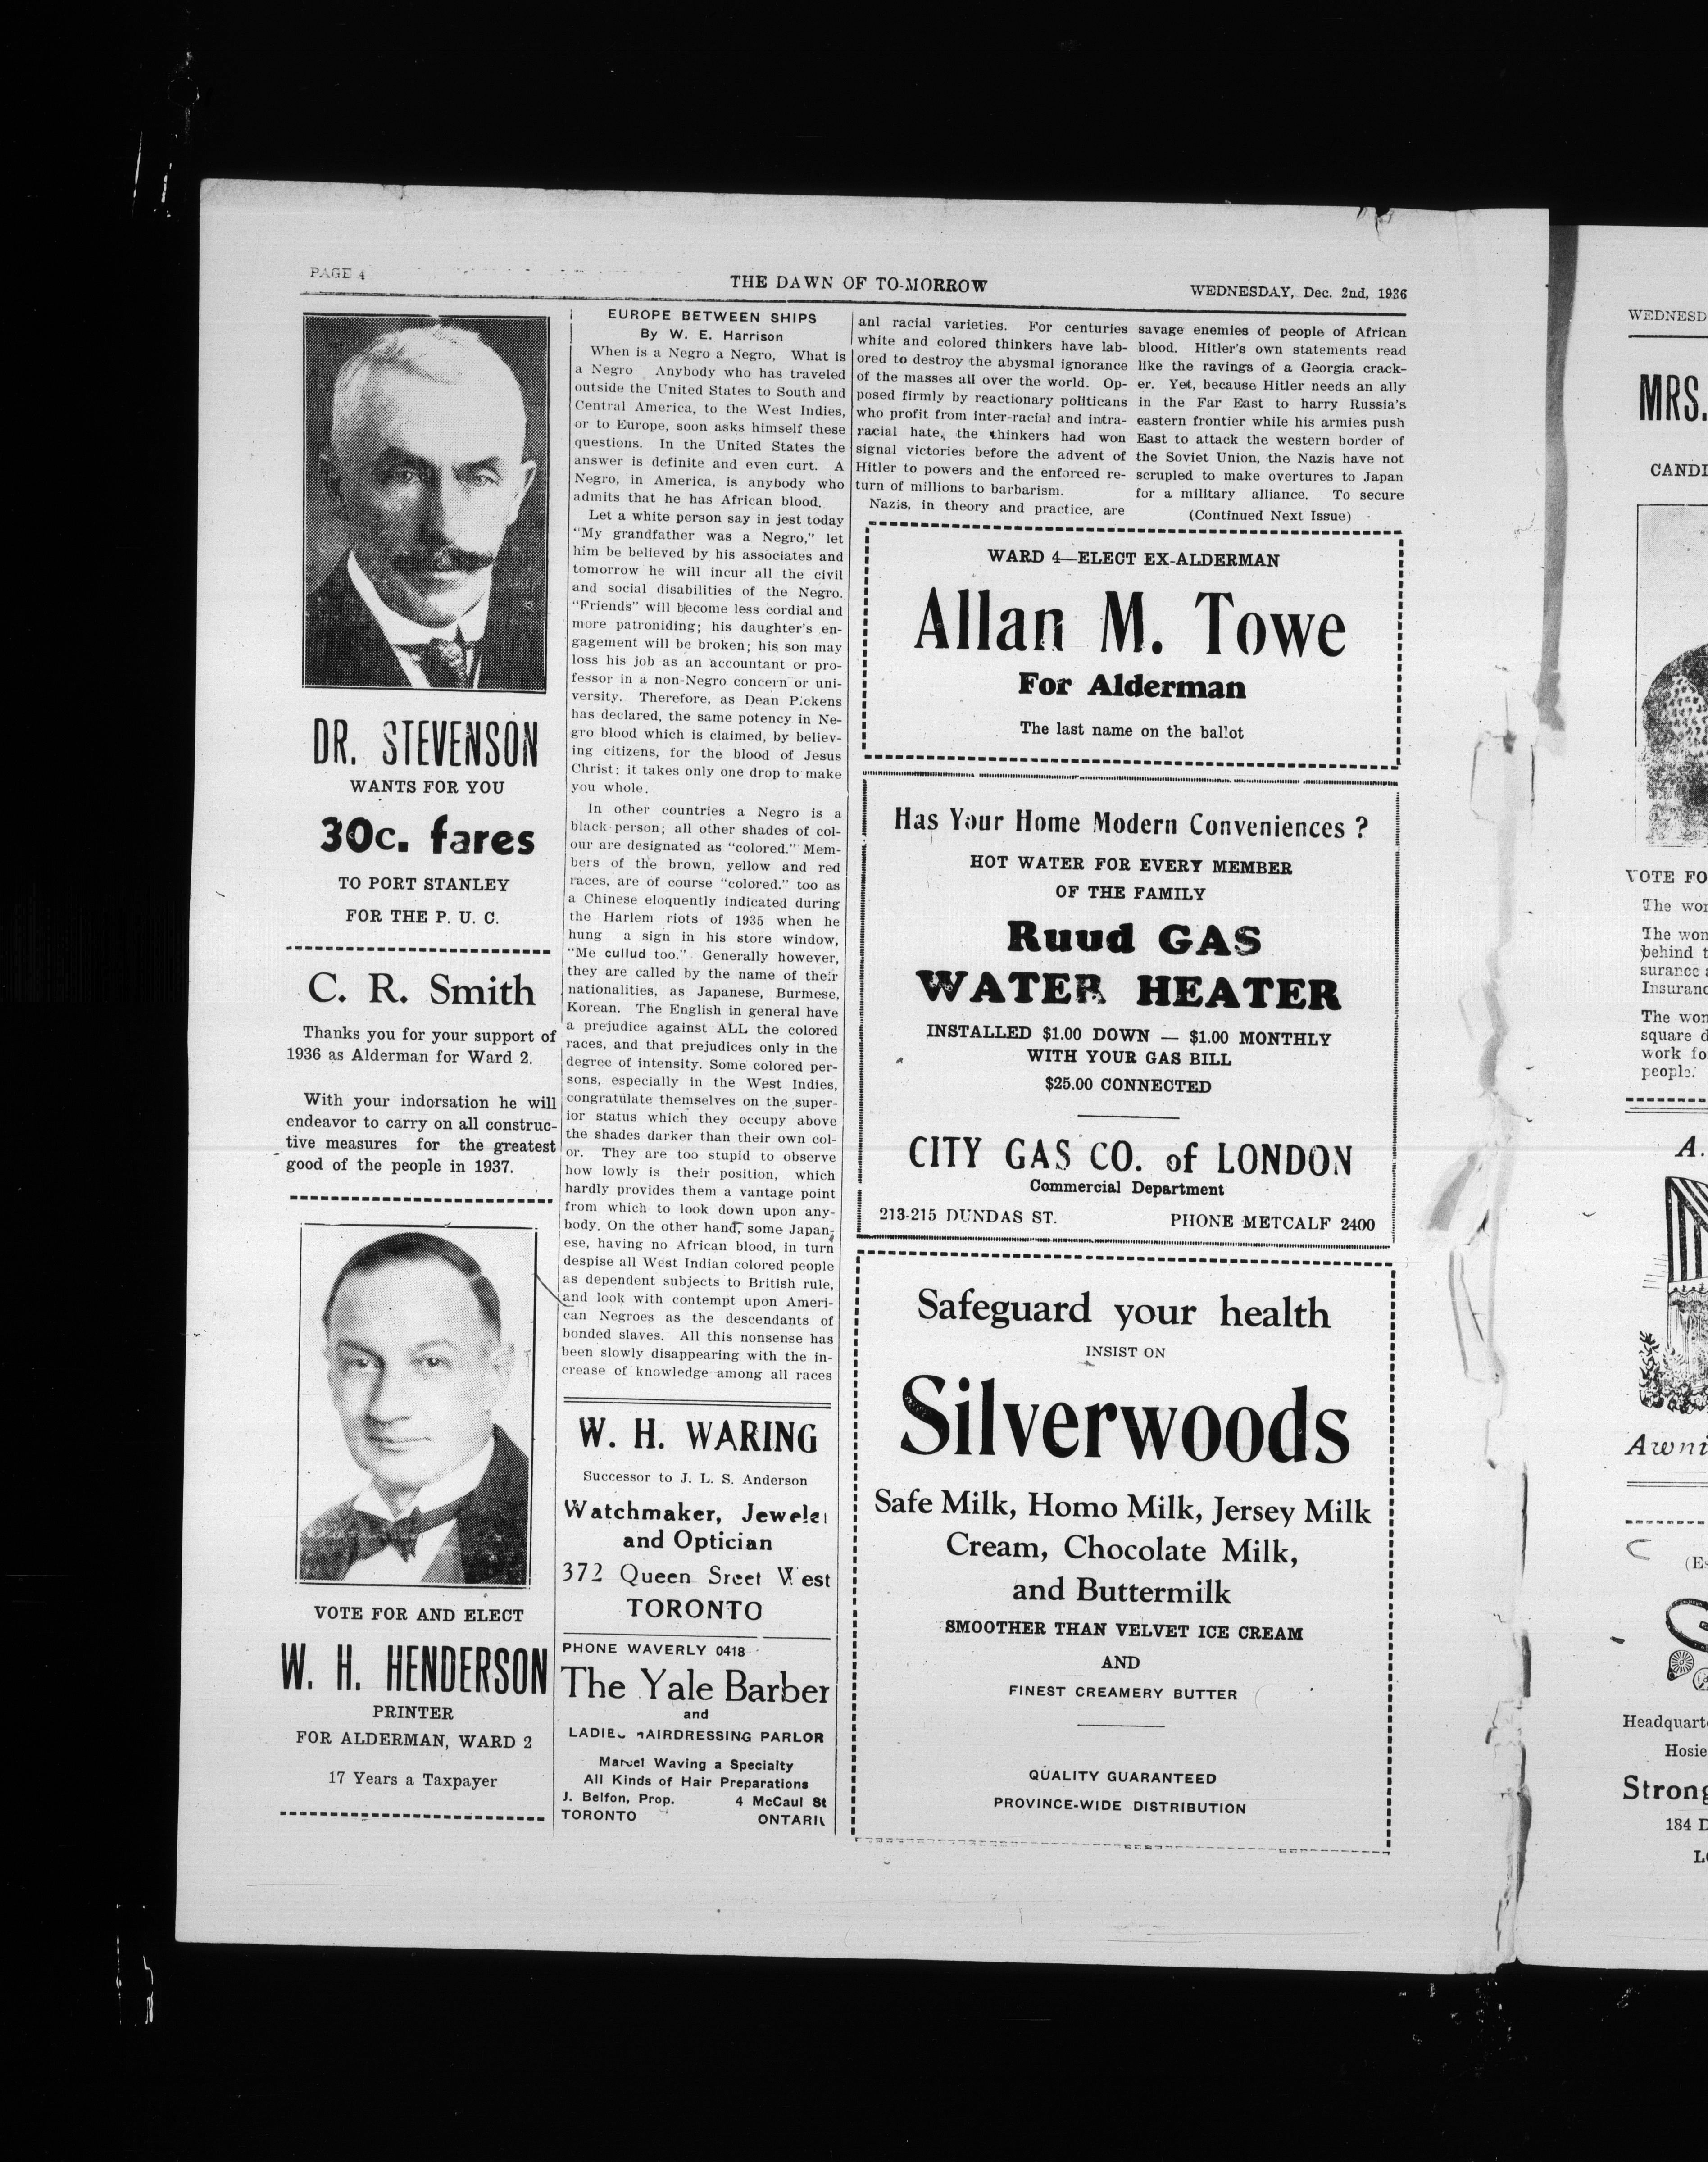 PAGE 4
THE DAWN OF TO-MORROW
WEDNESDAY, Dec. 2nd, 1936
DR. STEVENSON
WANTS FOR YOU
30c. fares
TO PORT STANLEY
FOR THE P. U. C.
C. R. Smith
Thanks you for your support of
1936 as Alderman for Ward 2.
With your indorsation he will
endeavor to carry on all construc-
tive measures for the greatest
good of the people in 1937.
VOTE FOR AND ELECT
W. H. HENDERSON
PRINTER
FOR ALDERMAN, WARD 2
17 Years a Taxpayer
EUROPE BETWEEN SHIPS
By W. E. Harrison
When is a Negro a Negro, What is
a Negro Anybody who has traveled
outside the United States to South and
Central America, to the West Indies,
or to Europe, soon asks himself these
questions. In the United States the
answer is definite and even curt. A
Negro, in America, is anybody who
admits that he has African blood.
Let a white person say in jest today
"My grandfather was a Negro," let
him be believed by his associates and
tomorrow he will incur all the civil
and social disabilities of the Negro.
"Friends" will become less cordial and
more patroniding; his daughter's en-
gagement will be broken; his son may
loss his job as an accountant or pro-
fessor in a non-Negro concern or uni-
versity. Therefore, as Dean Pickens
has declared, the same potency in Ne-
gro blood which is claimed, by believ-
ing citizens, for the blood of Jesus
Christ: it takes only one drop to make
you whole.
In other countries a Negro is a
black person; all other shades of col-
our are designated as "colored." Mem-
bers of the brown, yellow and red
races, are of course "colored." too as
a Chinese eloquently indicated during
the Harlem riots of 1935 when he
hung a sign in his store window,
"Me cullud too." Generally however,
they are called by the name of their
nationalities, as Japanese, Burmese,
Korean. The English in general have
a prejudice against ALL the colored
races, and that prejudices only in the
degree of intensity. Some colored per-
sons, especially in the West Indies,
congratulate themselves on the super-
ior status which they occupy above
the shades darker than their own col-
or. They are too stupid to observe
how lowly is their position, which
hardly provides them a vantage point
from which to look down upon any-
body. On the other hand, some Japan-
ese, having no African blood, in turn
despise all West Indian colored people
as dependent subjects to British rule,
and look with contempt upon Ameri-
can Negroes as the descendants of
bonded slaves. All this nonsense has
been slowly disappearing with the in-
crease of knowledge among all races
W. H. WARING
Successor to J. L. S. Anderson
Watchmaker, Jeweler
and Optician
372 Queen Sreet West
TORONTO
PHONE WAVERLY 0418
The Yale Barber
and
LADIES HAIRDRESSING PARLOR
Marcel Waving a Specialty
All Kinds of Hair Preparations
J. Belfon, Prop. 4 McCaul St
TORONTO ONTARIO
anl racial varieties. For centuries
white and colored thinkers have lab-
ored to destroy the abysmal ignorance
of the masses all over the world. Op-
posed firmly by reactionary politicans
who profit from inter-racial and intra-
racial hate, the thinkers had won
signal victories before the advent of
Hitler to powers and the enforced re-
turn of millions to barbarism.
Nazis, in theory and practice, are
savage enemies of people of African
blood. Hitler's own statements read
like the ravings of a Georgia crack-
er. Yet, because Hitler needs an ally
in the Far East to harry Russia's
eastern frontier while his armies push
East to attack the western border of
the Soviet Union, the Nazis have not
scrupled to make overtures to Japan
for a military alliance. To secure
(Continued Next Issue)
WARD 4—ELECT EX-ALDERMAN
Allan M. Towe
For Alderman
The last name on the ballot
Has Your Home Modern Conveniences ?
HOT WATER FOR EVERY MEMBER
OF THE FAMILY
Ruud GAS
WATER HEATER
INSTALLED $1.00 DOWN — $1.00 MONTHLY
WITH YOUR GAS BILL
$25.00 CONNECTED
CITY GAS CO. of LONDON
Commercial Department
213-215 DUNDAS ST. PHONE METCALF 2400
Safeguard your health
INSIST ON
Silverwoods
Safe Milk, Homo Milk, Jersey Milk
Cream, Chocolate Milk,
and Buttermilk
SMOOTHER THAN VELVET ICE CREAM
AND
FINEST CREAMERY BUTTER
QUALITY GUARANTEED
PROVINCE-WIDE DISTRIBUTION
WEDNESD
MRS.
CANDI
VOTE FO
The wor
The won
behind t
surance
Insuranc
The won
square d
work fo
people.
A.
Awni
(Es
Headquart
Hosie
Strong
184 D